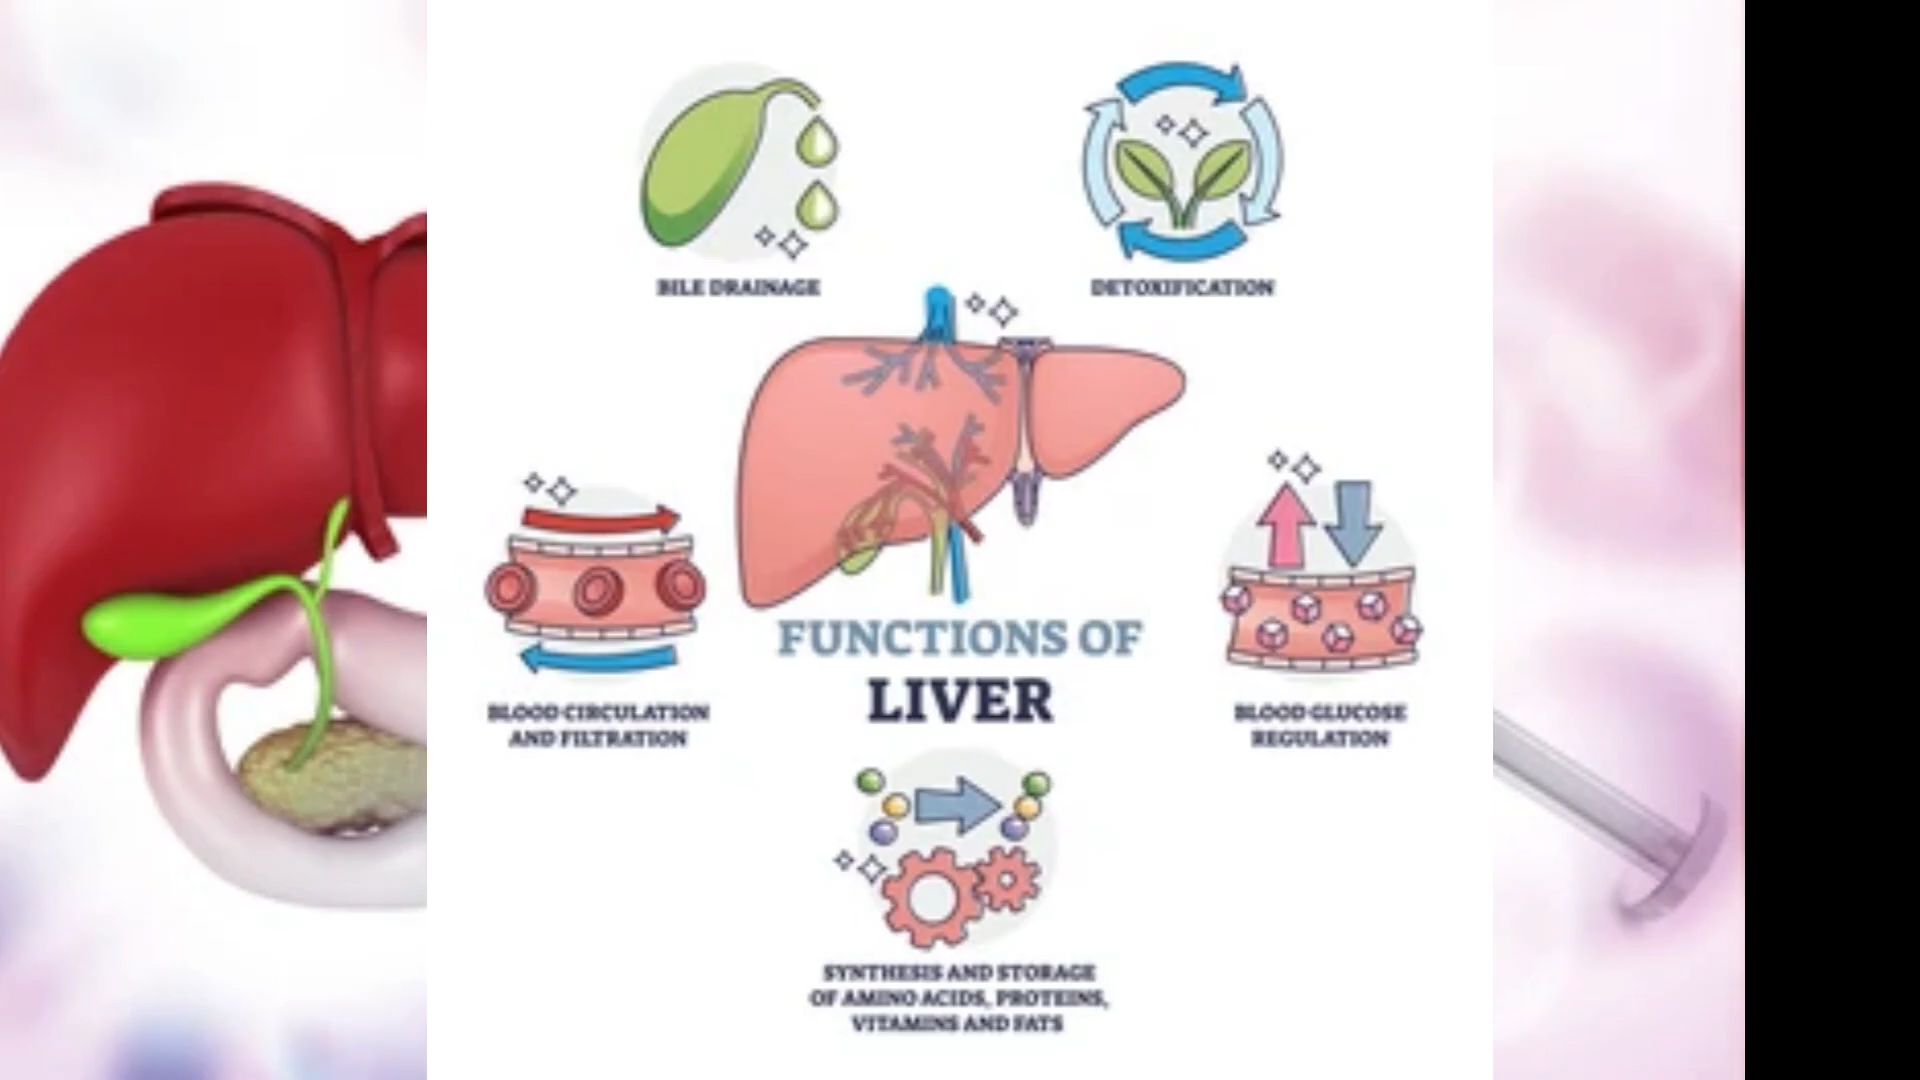 BILE DRAINAGE
DETOXIFICATION
BLOOD CIRCULATION
AND FILTRATION
FUNCTIONS OF
LIVER
BLOOD GLUCOSE
REGULATION
SYNTHESIS AND STORAGE
OF AMINO ACIDS, PROTEINS,
VITAMINS AND FATS